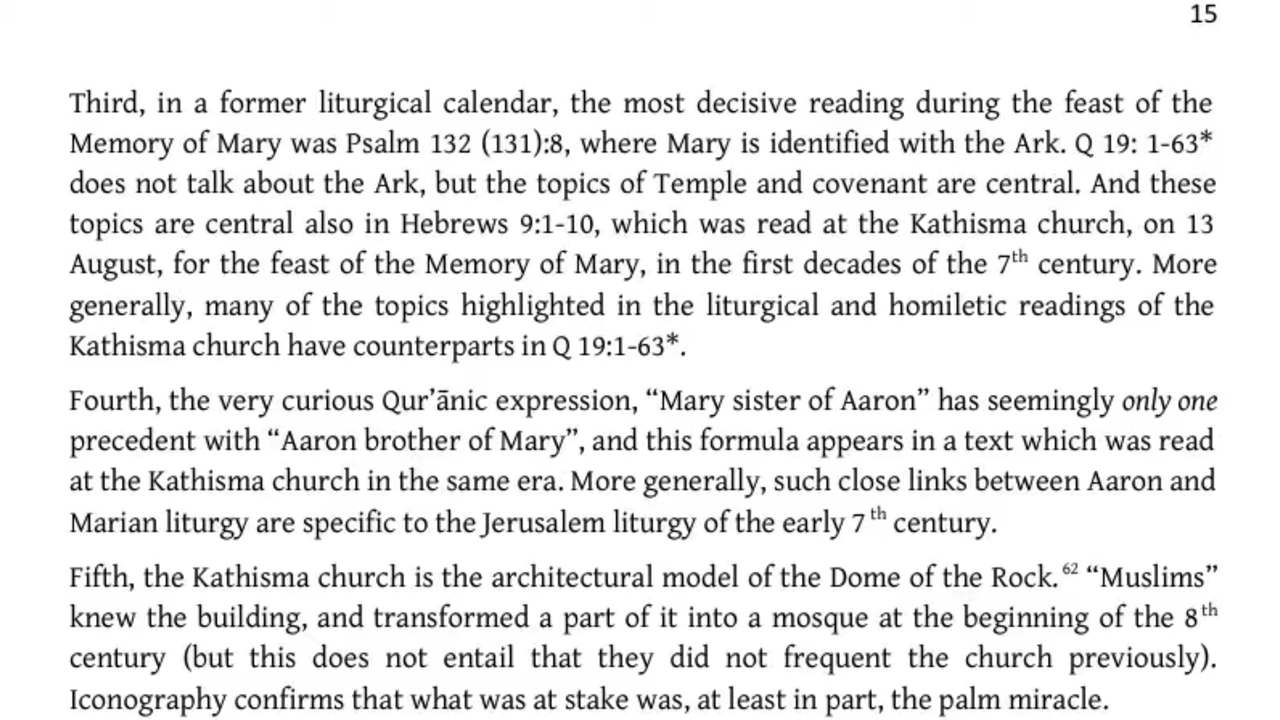 15
Third, in a former liturgical calendar, the most decisive reading during the feast of the
Memory of Mary was Psalm 132 (131):8, where Mary is identified with the Ark. Q 19: 1-63*
does not talk about the Ark, but the topics of Temple and covenant are central. And these
topics are central also in Hebrews 9:1-10, which was read at the Kathisma church, on 13
August, for the feast of the Memory of Mary, in the first decades of the 7th century. More
generally, many of the topics highlighted in the liturgical and homiletic readings of the
Kathisma church have counterparts in Q 19:1-63*.
Fourth, the very curious Qur’ānic expression, “Mary sister of Aaron” has seemingly only one
precedent with “Aaron brother of Mary”, and this formula appears in a text which was read
at the Kathisma church in the same era. More generally, such close links between Aaron and
Marian liturgy are specific to the Jerusalem liturgy of the early 7 th century.
Fifth, the Kathisma church is the architectural model of the Dome of the Rock. 62 “Muslims”
knew the building, and transformed a part of it into a mosque at the beginning of the 8th
century (but this does not entail that they did not frequent the church previously).
Iconography confirms that what was at stake was, at least in part, the palm miracle.